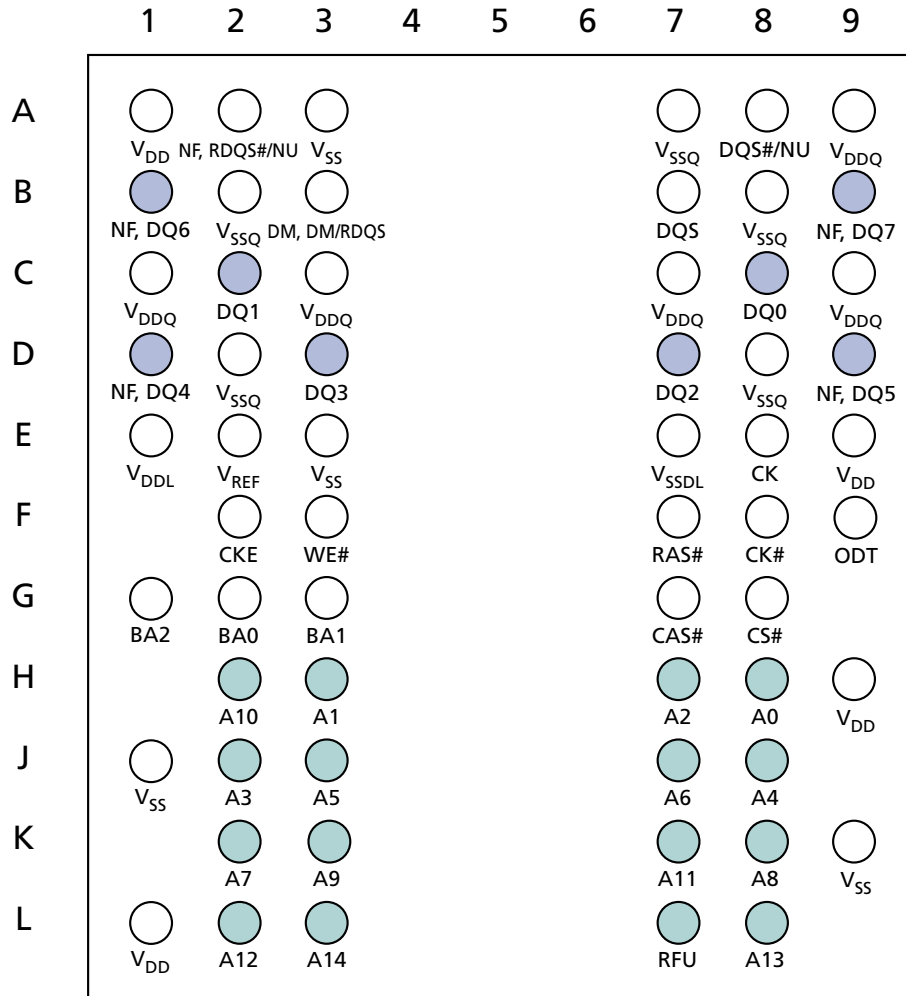 1 2 3 4 5 6 7 8 9
A
VDD NF, RDQS#/NU VSS VSSQ DQS#/NU VDDQ
B
NF, DQ6 VSSQ DM, DM/RDQS DQS VSSQ NF, DQ7
C
VDDQ DQ1 VDDQ VDDQ DQ0 VDDQ
D
NF, DQ4 VSSQ DQ3 DQ2 VSSQ NF, DQ5
E
VDDL VREF VSS VSSDL CK VDD
F
CKE WE# RAS# CK# ODT
G
BA2 BA0 BA1 CAS# CS#
H
A10 A1 A2 A0 VDD
J
VSS A3 A5 A6 A4
K
A7 A9 A11 A8 VSS
L
VDD A12 A14 RFU A13